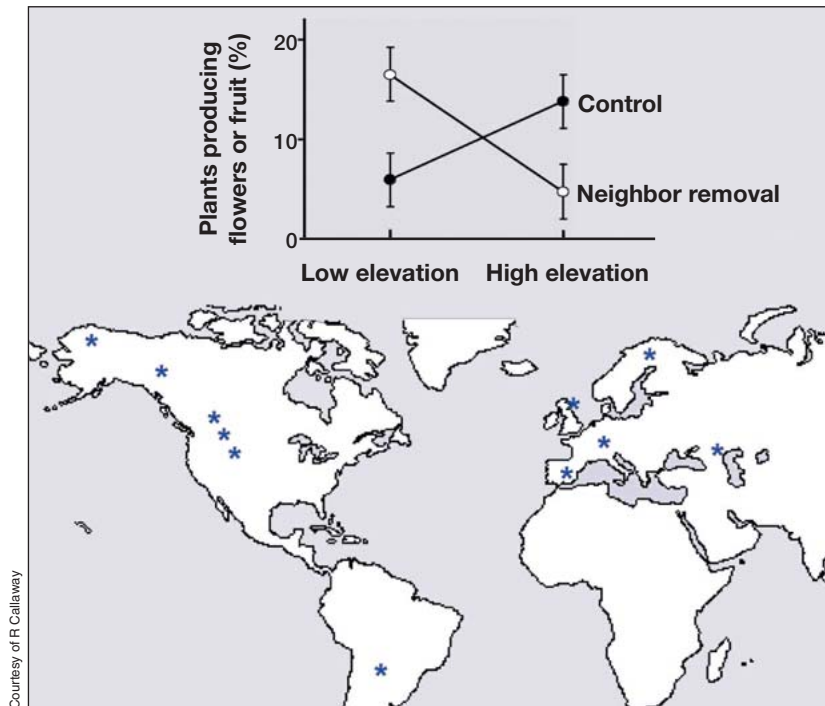 20
10
0
Plants producing
flowers or fruit (%)
Control
Neighbor removal
Low elevation
High elevation
* * * * * * * * * * *
Courtesy of R Callaway